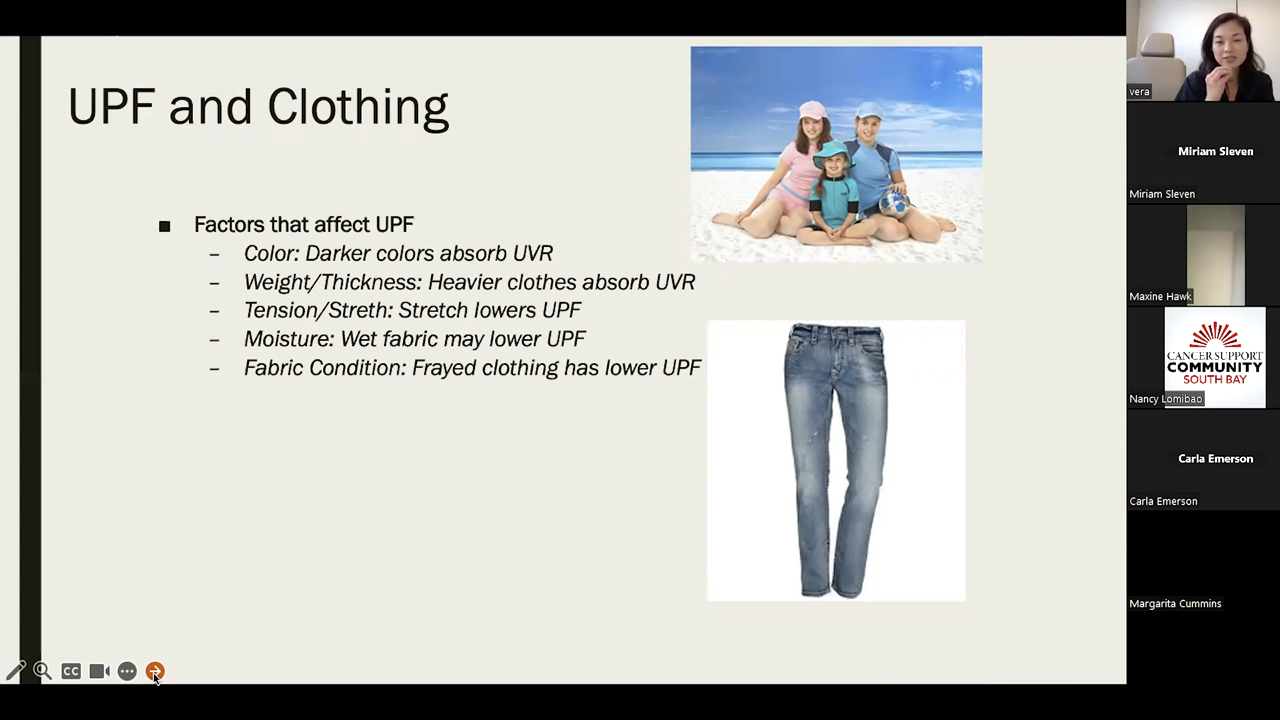 UPF and Clothing
■ Factors that affect UPF
– Color: Darker colors absorb UVR
– Weight/Thickness: Heavier clothes absorb UVR
– Tension/Streth: Stretch lowers UPF
– Moisture: Wet fabric may lower UPF
– Fabric Condition: Frayed clothing has lower UPF
CC
vera
Miriam Sleven
Miriam Sleven
Maxine Hawk
CANCER SUPPORT
COMMUNITY
SOUTH BAY
Nancy Lomibao
Carla Emerson
Carla Emerson
Margarita Cummins